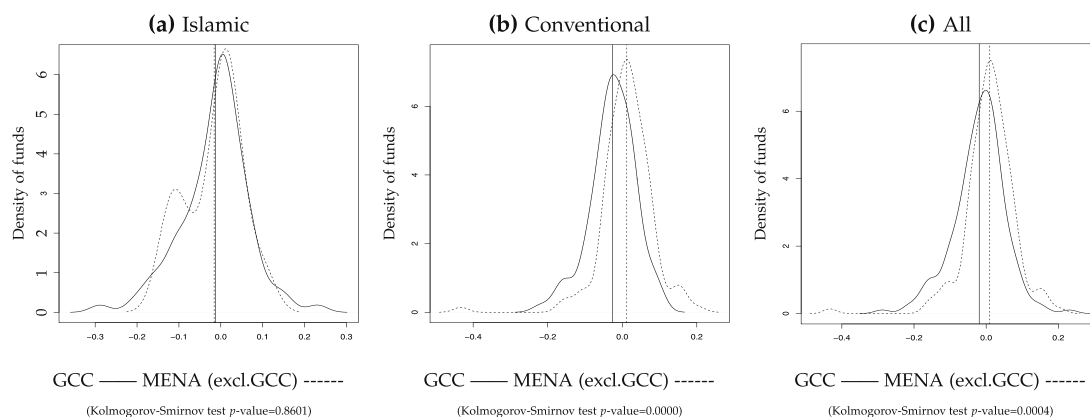 (a) Islamic
Density of funds
0 1 2 3 4 5 6
−0.3 −0.2 −0.1 0.0 0.1 0.2 0.3
GCC —— MENA (excl.GCC) ------
(Kolmogorov-Smirnov test p-value=0.8601)
(b) Conventional
Density of funds
0 2 4 6
−0.4 −0.2 0.0 0.2
GCC —— MENA (excl.GCC) ------
(Kolmogorov-Smirnov test p-value=0.0000)
(c) All
Density of funds
0 2 4 6
−0.4 −0.2 0.0 0.2
GCC —— MENA (excl.GCC) ------
(Kolmogorov-Smirnov test p-value=0.0004)